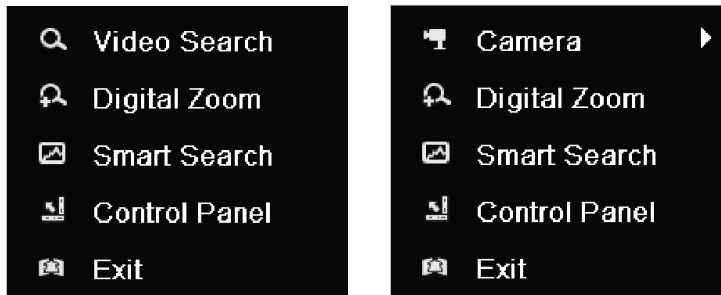 Video Search
Digital Zoom
Smart Search
Control Panel
Exit
Camera
Digital Zoom
Smart Search
Control Panel
Exit